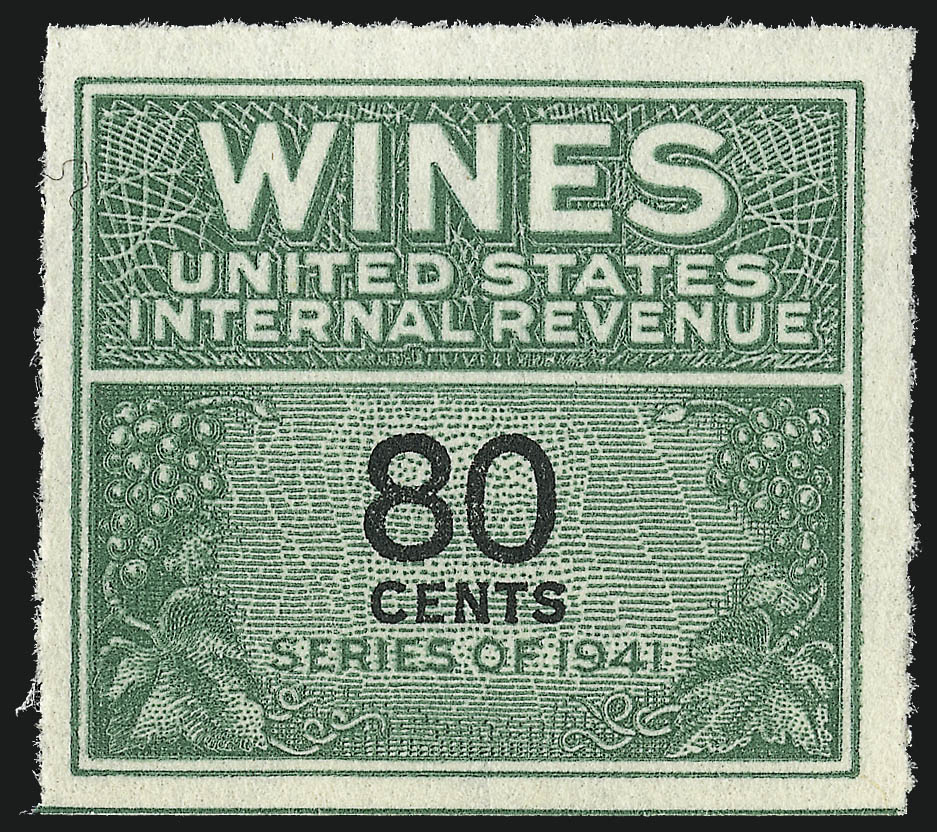 WINES
UNITED STATES
INTERNAL REVENUE
80
CENTS
SERIES OF 1941